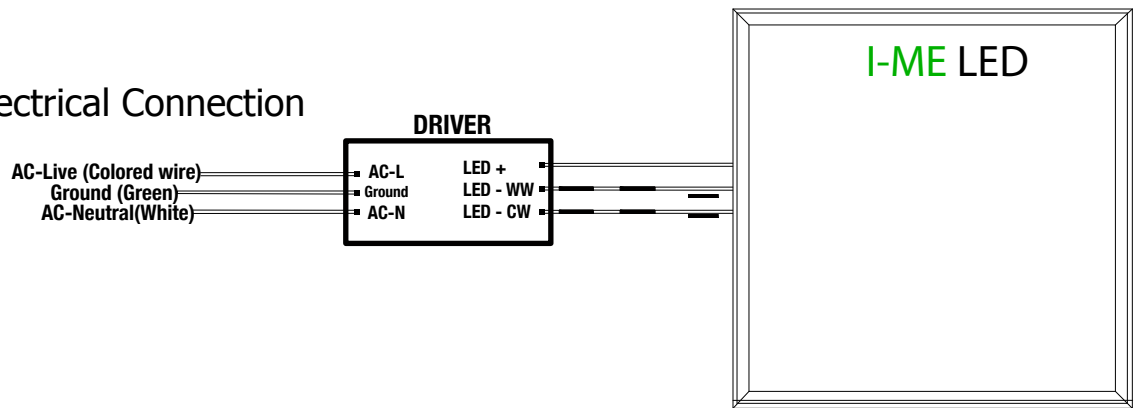 I-ME LED
ectrical Connection
DRIVER
AC-Live (Colored wire)
Ground (Green)
AC-Neutral(White)
AC-L
Ground
AC-N
LED +
LED - WW
LED - CW